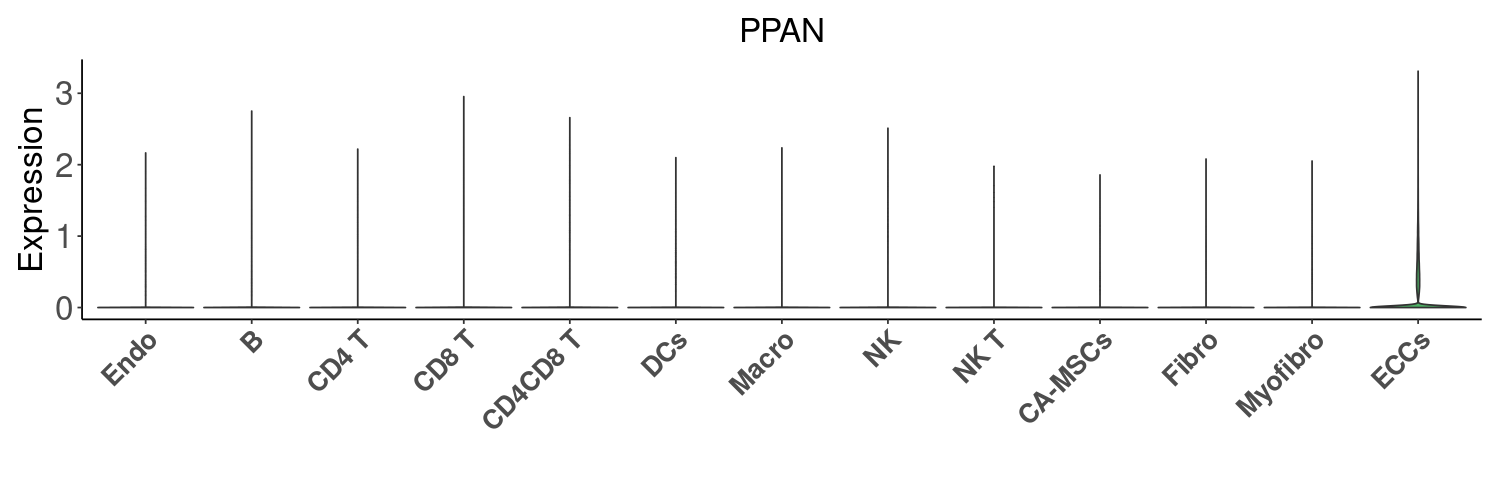 PPAN
Expression
3
2
1
0
Endo
B
CD4 T
CD8 T
CD4CD8 T
DCs
Macro
NK
NK T
CA-MSCs
Fibro
Myofibro
ECCs